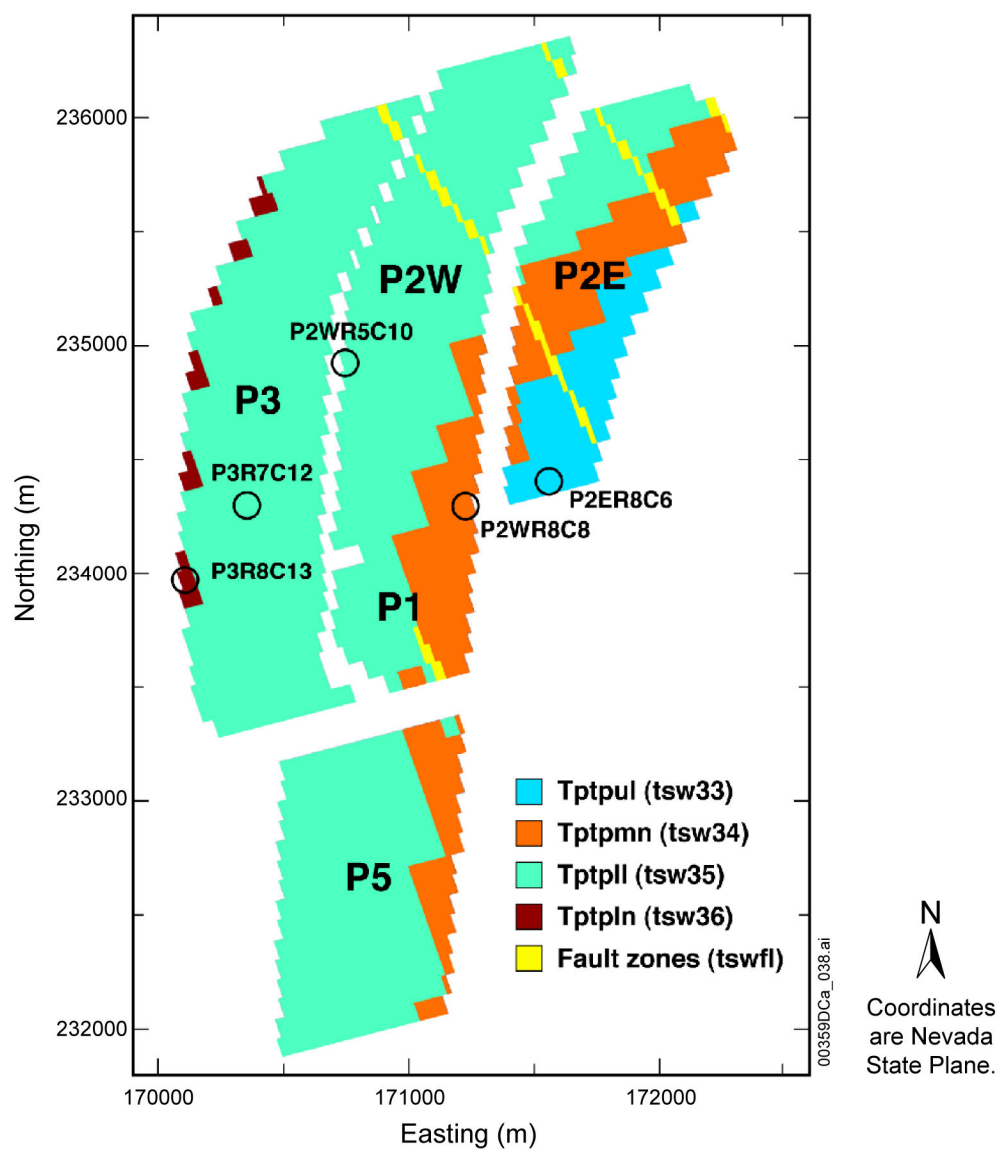 236000
235000
234000
233000
232000
Northing (m)
P2W
P2E
P2WR5C10
P3
P3R7C12
P2ER8C6
P2WR8C8
P3R8C13
P1
P5
Tptpul (tsw33)
Tptpmn (tsw34)
Tptpll (tsw35)
Tptpln (tsw36)
Fault zones (tswfl)
00359DCa_038.ai
N
Coordinates
are Nevada
State Plane.
170000
171000
172000
Easting (m)